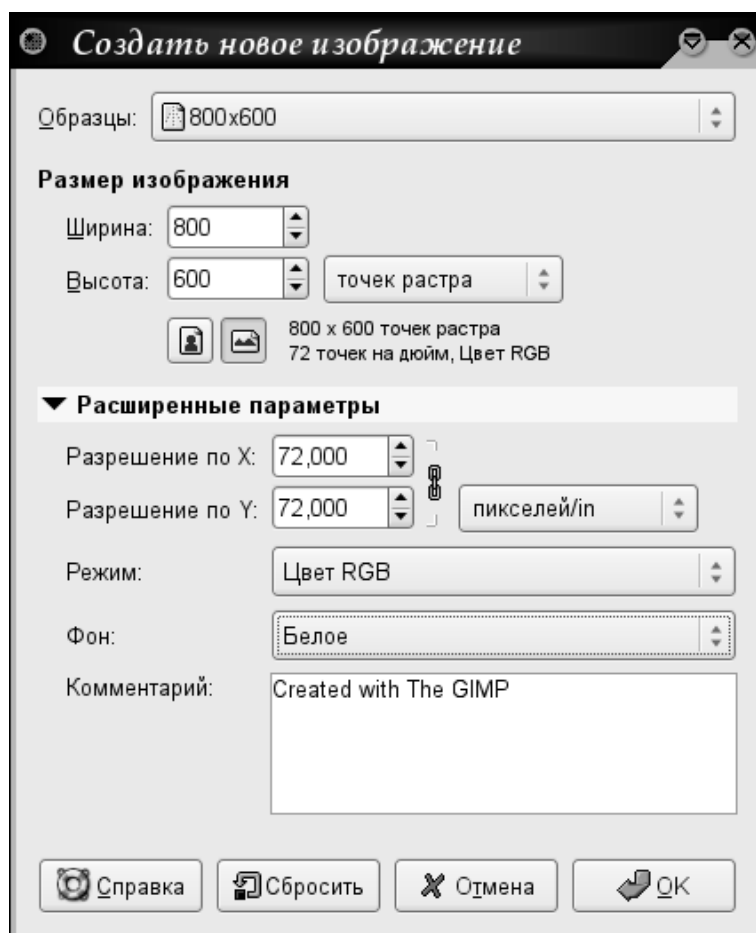 Создать новое изображение
Образцы: 800x600
Размер изображения
Ширина: 800
Высота: 600 точек растра
800 x 600 точек растра
72 точек на дюйм, Цвет RGB
Расширенные параметры
Разрешение по X: 72,000
Разрешение по Y: 72,000 пикселей/in
Режим: Цвет RGB
Фон: Белое
Комментарий: Created with The GIMP
Справка Сбросить Отмена OK